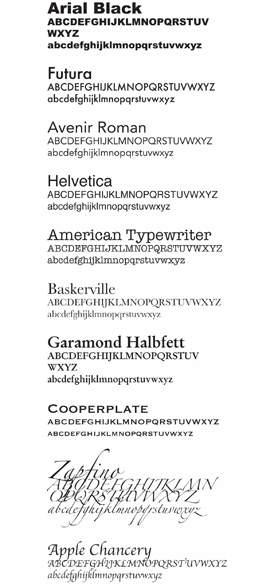 Arial Black
ABCDEFGHIJKLMNOPQRSTUV
WXYZ
abcdefghijklmnopqrstuvwxyz
Futura
ABCDEFGHIJKLMNOPQRSTUVWXYZ
abcdefghijklmnopqrstuvwxyz
Avenir Roman
ABCDEFGHIJKLMNOPQRSTUVWXYZ
abcdefghijklmnopqrstuvwxyz
Helvetica
ABCDEFGHIJKLMNOPQRSTUVWXYZ
abcdefghijklmnopqrstuvwxyz
American Typewriter
ABCDEFGHIJKLMNOPQRSTUVWXYZ
abcdefghijklmnopqrstuvwxyz
Baskerville
ABCDEFGHIJKLMNOPQRSTUVWXYZ
abcdefghijklmnopqrstuvwxyz
Garamond Halbfett
ABCDEFGHIJKLMNOPQRSTUV
WXYZ
abcdefghijklmnopqrstuvwxyz
COOPERPLATE
ABCDEFGHIJKLMNOPQRSTUVWXYZ
ABCDEFGHIJKLMNOPQRSTUVWXYZ
Zapfino
ABCDEFGHIJKLMN
OPQRSTUVWXYZ
abcdefghijklmnopqrstuvwxyz
Apple Chancery
ABCDEFGHIJKLMNOPQRSTUVWXYZ
abcdefghijklmnopqrstuvwxyz